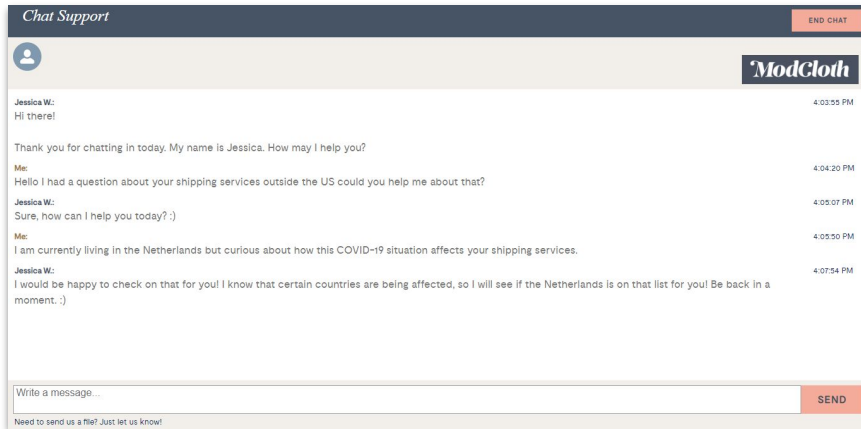 Chat Support
END CHAT
ModCloth
Jessica W.: 4:03:55 PM
Hi there!
Thank you for chatting in today. My name is Jessica. How may I help you?
Me: 4:04:20 PM
Hello I had a question about your shipping services outside the US could you help me about that?
Jessica W.: 4:05:07 PM
Sure, how can I help you today? :)
Me: 4:05:50 PM
I am currently living in the Netherlands but curious about how this COVID-19 situation affects your shipping services.
Jessica W.: 4:07:54 PM
I would be happy to check on that for you! I know that certain countries are being affected, so I will see if the Netherlands is on that list for you! Be back in a
moment. :)
Write a message...
SEND
Need to send us a file? Just let us know!